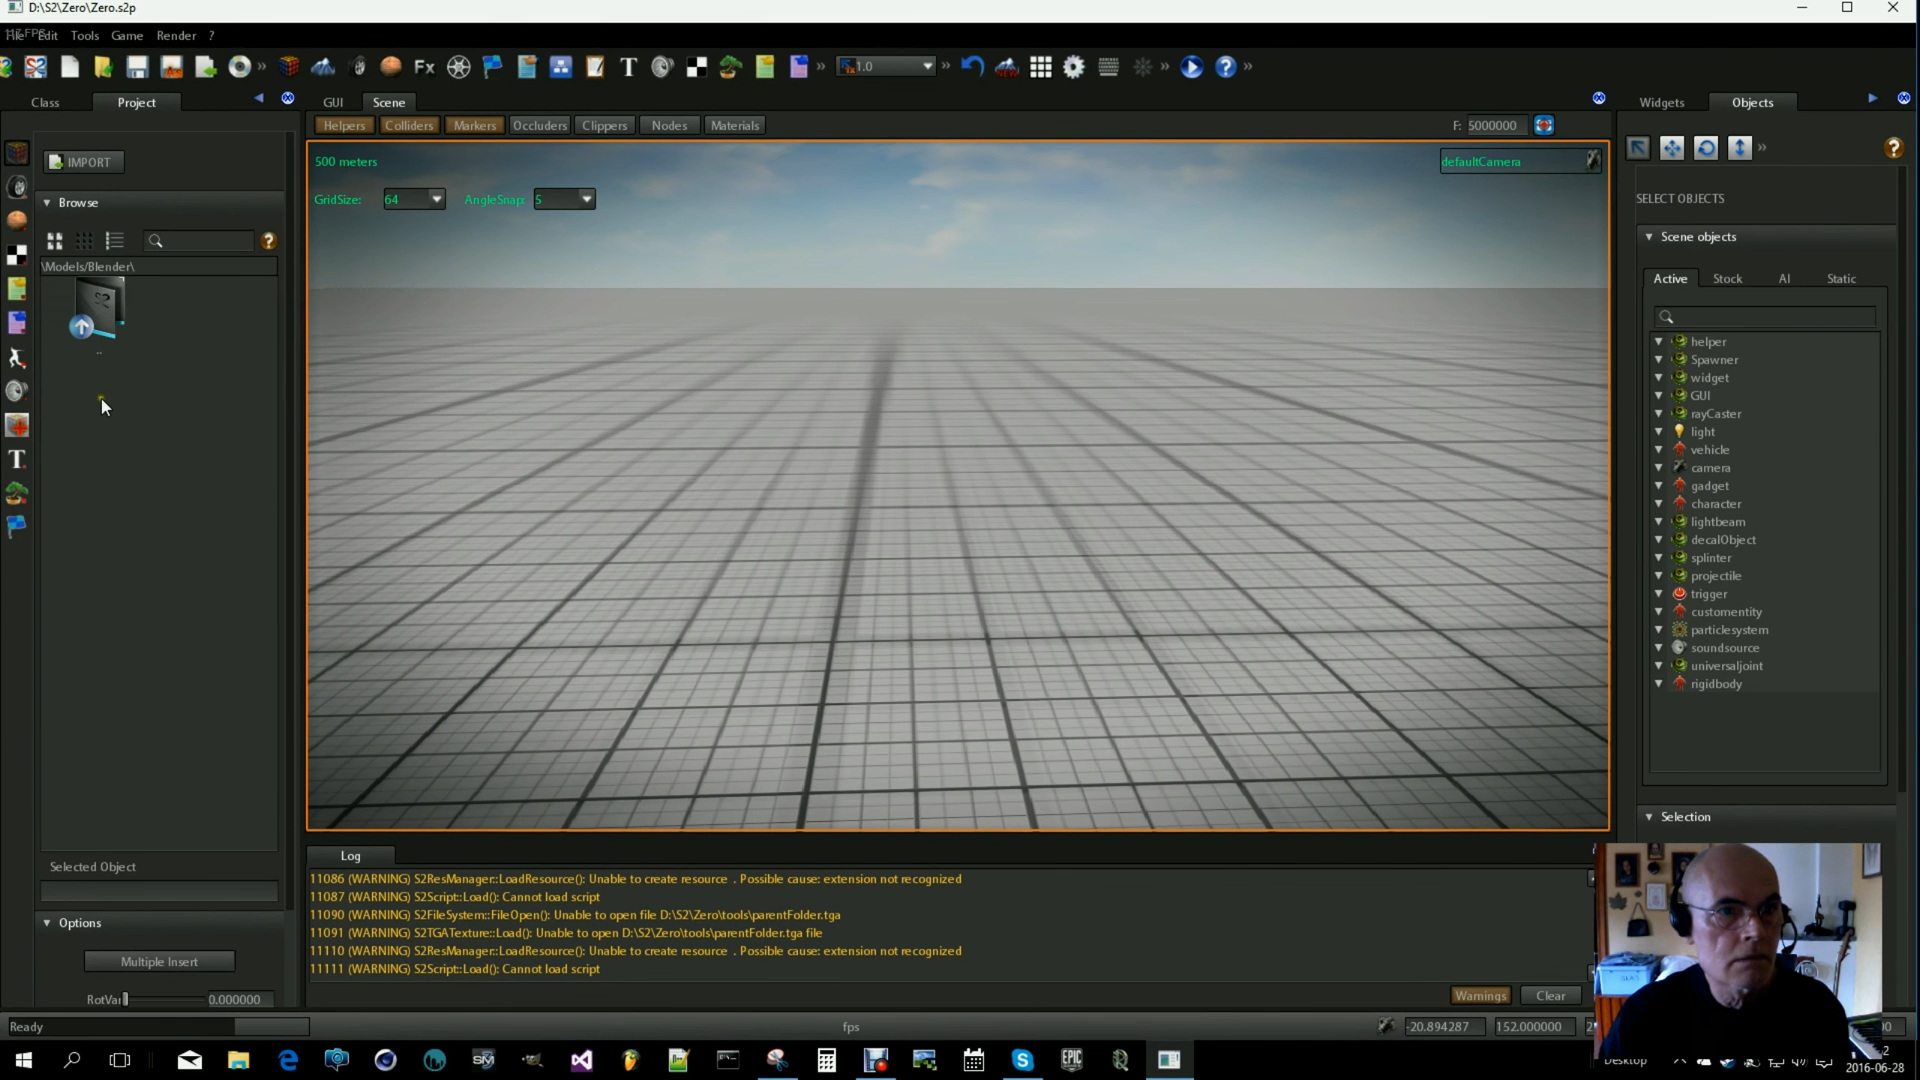 D:\S2\Zero\Zero.s2p
File Edit Tools Game Render ?
Fx T 1.0
Class Project
GUI Scene
Widgets Objects
Helpers Colliders Markers Occluders Clippers Nodes Materials
F: 5000000
IMPORT
500 meters
defaultCamera
GridSize: 64 AngleSnap: 5
SELECT OBJECTS
Browse
\Models/Blender\
S2
..
Scene objects
Active Stock AI Static
helper
Spawner
widget
GUI
rayCaster
light
vehicle
camera
gadget
character
lightbeam
decalObject
splinter
projectile
trigger
customentity
particlesystem
soundsource
universaljoint
rigidbody
Selection
Selected Object
Options
Multiple Insert
RotVar 0.000000
Log
11086 (WARNING) S2ResManager::LoadResource(): Unable to create resource . Possible cause: extension not recognized
11087 (WARNING) S2Script::Load(): Cannot load script
11090 (WARNING) S2FileSystem::FileOpen(): Unable to open file D:\S2\Zero\tools\parentFolder.tga
11091 (WARNING) S2TGATexture::Load(): Unable to open D:\S2\Zero\tools\parentFolder.tga file
11110 (WARNING) S2ResManager::LoadResource(): Unable to create resource . Possible cause: extension not recognized
11111 (WARNING) S2Script::Load(): Cannot load script
Warnings Clear
Ready
fps
-20.894287 152.000000
Desktop
2016-06-28